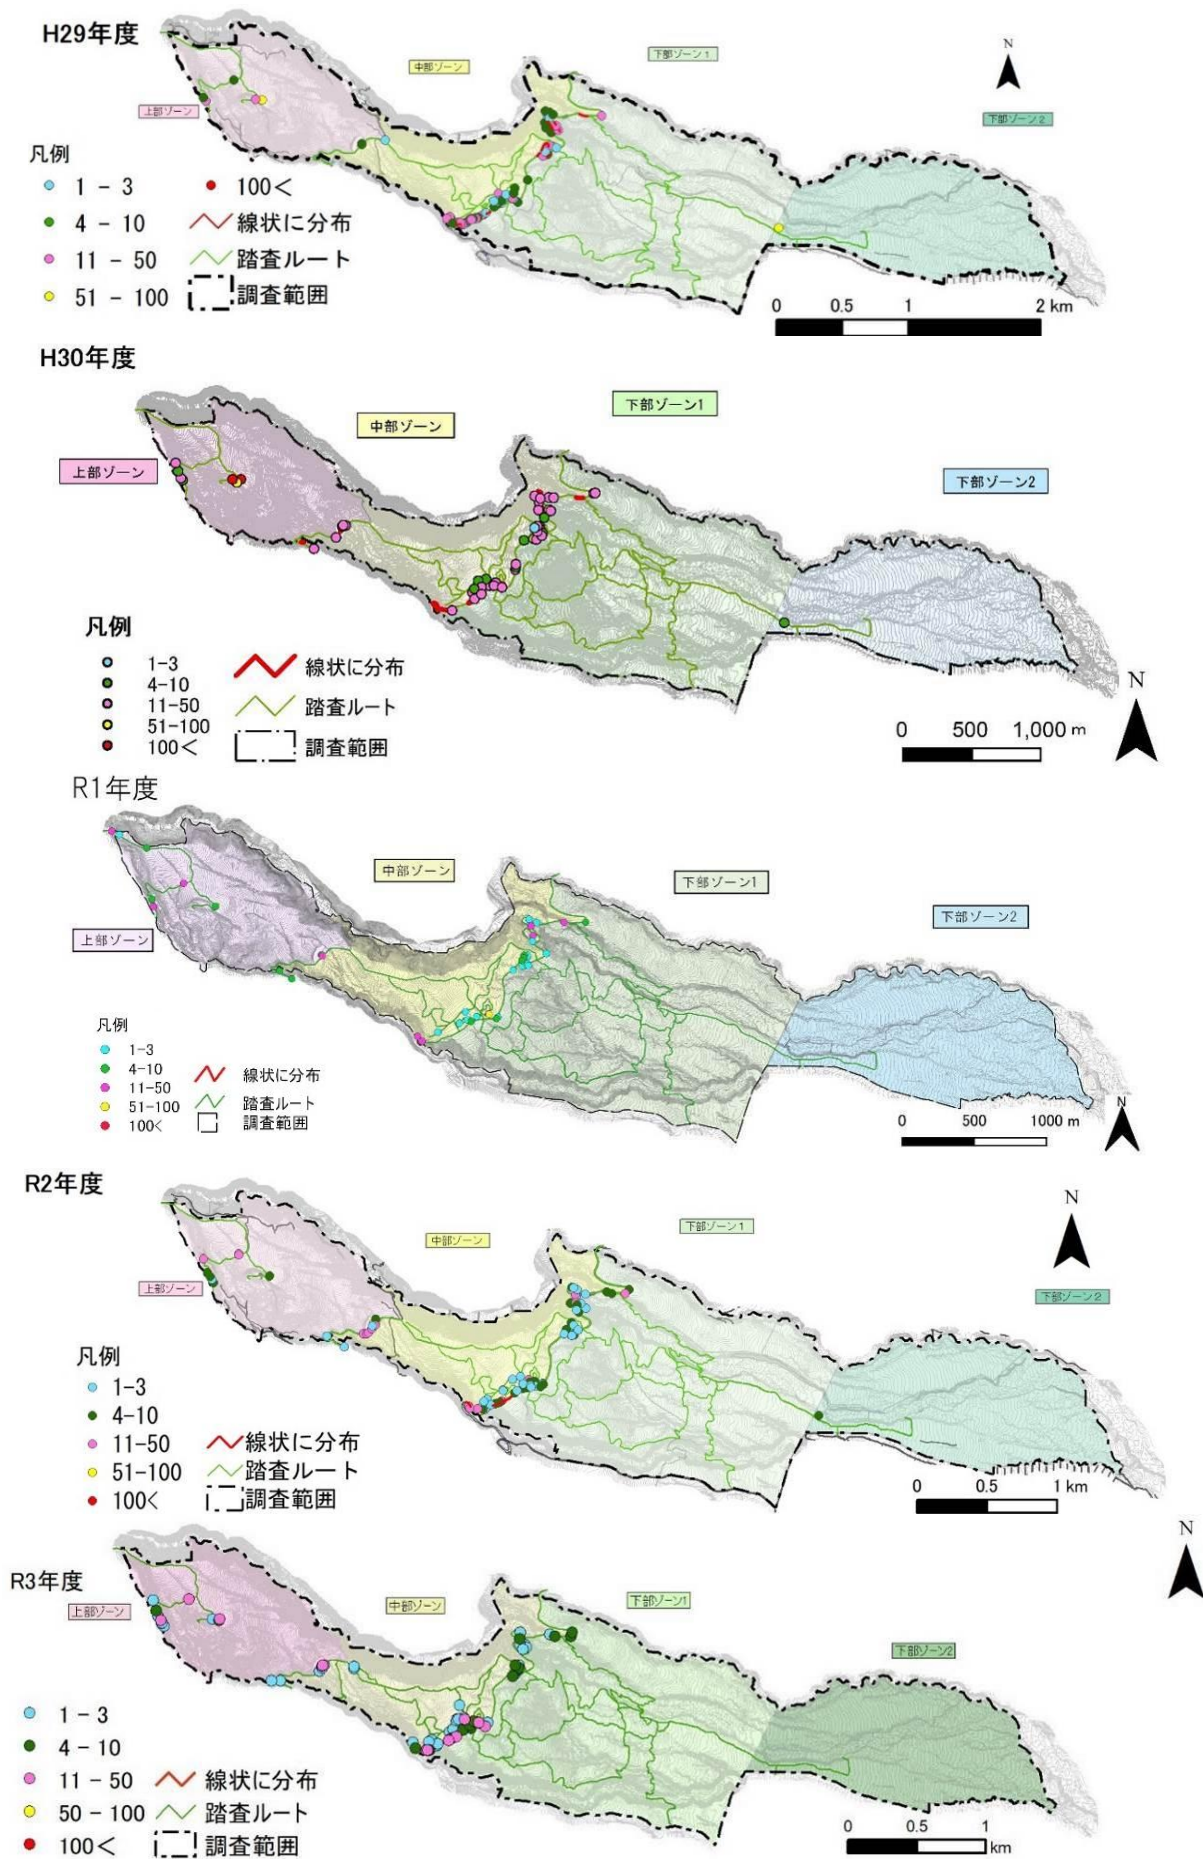 H29年度
中部ゾーン
下部ゾーン1
N
上部ゾーン
下部ゾーン2
凡例
1 - 3
100<
4 - 10
線状に分布
11 - 50
踏査ルート
51 - 100
調査範囲
0 0.5 1 2 km
H30年度
中部ゾーン
下部ゾーン1
上部ゾーン
下部ゾーン2
凡例
1-3
線状に分布
4-10
11-50
踏査ルート
51-100
100<
調査範囲
N
0 500 1,000 m
R1年度
中部ゾーン
下部ゾーン1
下部ゾーン2
上部ゾーン
凡例
1-3
4-10
線状に分布
11-50
51-100
踏査ルート
100<
調査範囲
N
0 500 1000 m
R2年度
N
中部ゾーン
下部ゾーン1
上部ゾーン
下部ゾーン2
凡例
1-3
4-10
11-50
線状に分布
51-100
踏査ルート
100<
調査範囲
0 0.5 1 km
N
R3年度
上部ゾーン
中部ゾーン
下部ゾーン1
下部ゾーン2
1 - 3
4 - 10
11 - 50
線状に分布
50 - 100
踏査ルート
100<
調査範囲
0 0.5 1
km